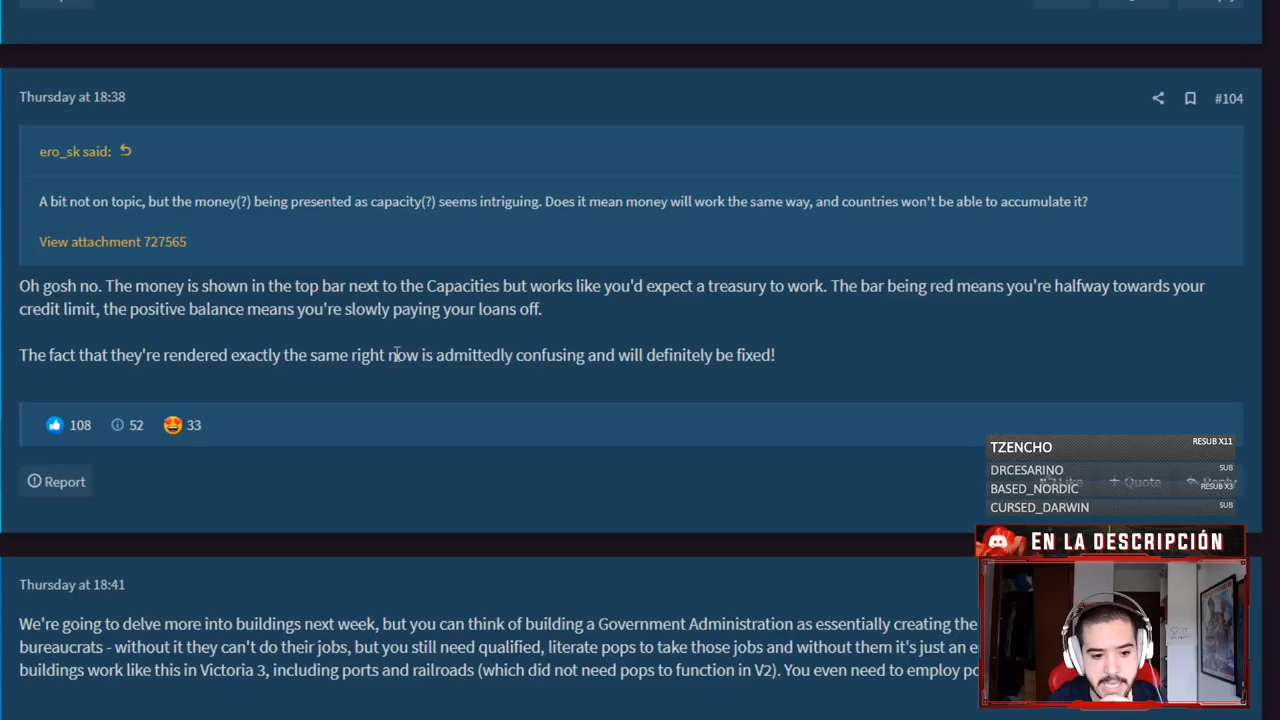 Thursday at 18:38
#104
ero_sk said:
A bit not on topic, but the money(?) being presented as capacity(?) seems intriguing. Does it mean money will work the same way, and countries won't be able to accumulate it?
View attachment 727565
Oh gosh no. The money is shown in the top bar next to the Capacities but works like you'd expect a treasury to work. The bar being red means you're halfway towards your
credit limit, the positive balance means you're slowly paying your loans off.
The fact that they're rendered exactly the same right now is admittedly confusing and will definitely be fixed!
108
52
33
Report
Like
Quote
Reply
TZENCHO RESUB X11
DRCESARINO SUB
BASED_NORDIC RESUB X3
CURSED_DARWIN SUB
EN LA DESCRIPCIÓN
Thursday at 18:41
We're going to delve more into buildings next week, but you can think of building a Government Administration as essentially creating the
bureaucrats - without it they can't do their jobs, but you still need qualified, literate pops to take those jobs and without them it's just an
buildings work like this in Victoria 3, including ports and railroads (which did not need pops to function in V2). You even need to employ